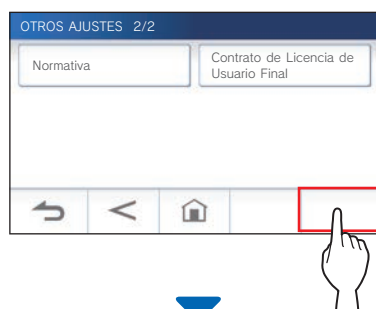 OTROS AJUSTES 2/2
Normativa
Contrato de Licencia de
Usuario Final